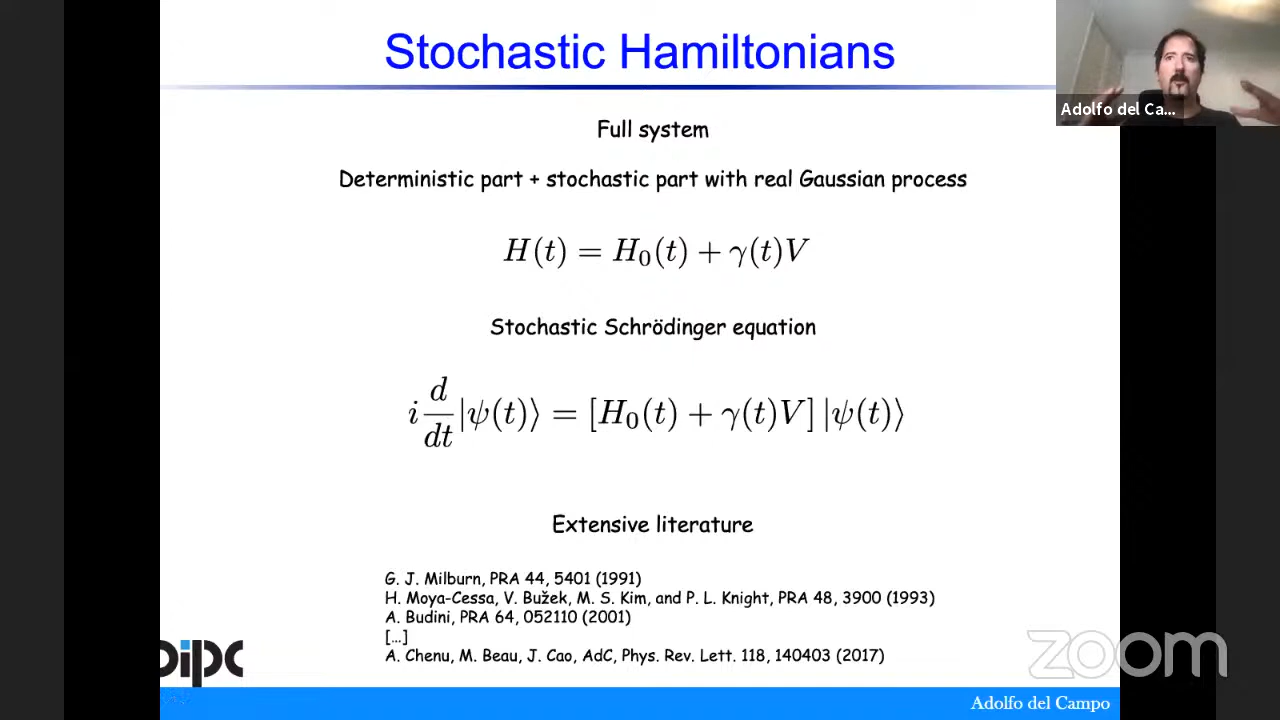 Stochastic Hamiltonians
Adolfo del Ca...
Full system
Deterministic part + stochastic part with real Gaussian process
H(t) = H₀(t) + γ(t)V
Stochastic Schrödinger equation
i d/dt |ψ(t)⟩ = [H₀(t) + γ(t)V] |ψ(t)⟩
Extensive literature
G. J. Milburn, PRA 44, 5401 (1991)
H. Moya-Cessa, V. Bužek, M. S. Kim, and P. L. Knight, PRA 48, 3900 (1993)
A. Budini, PRA 64, 052110 (2001)
[…]
A. Chenu, M. Beau, J. Cao, AdC, Phys. Rev. Lett. 118, 140403 (2017)
dipc
zoom
Adolfo del Campo